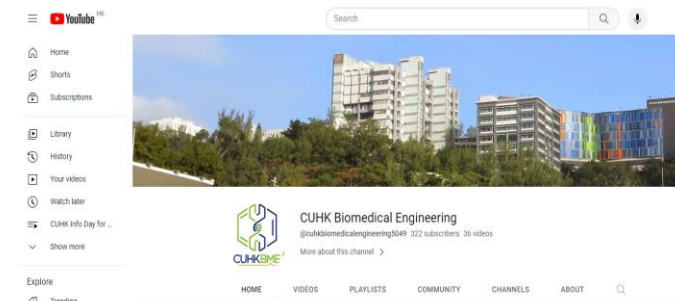 YouTube HK
Search
Home
Shorts
Subscriptions
Library
History
Your videos
Watch later
CUHK Info Day for ...
Show more
Explore
Trending
CUHKBME
CUHK Biomedical Engineering
@cuhkbiomedicalengineering5049 322 subscribers 36 videos
More about this channel >
HOME VIDEOS PLAYLISTS COMMUNITY CHANNELS ABOUT